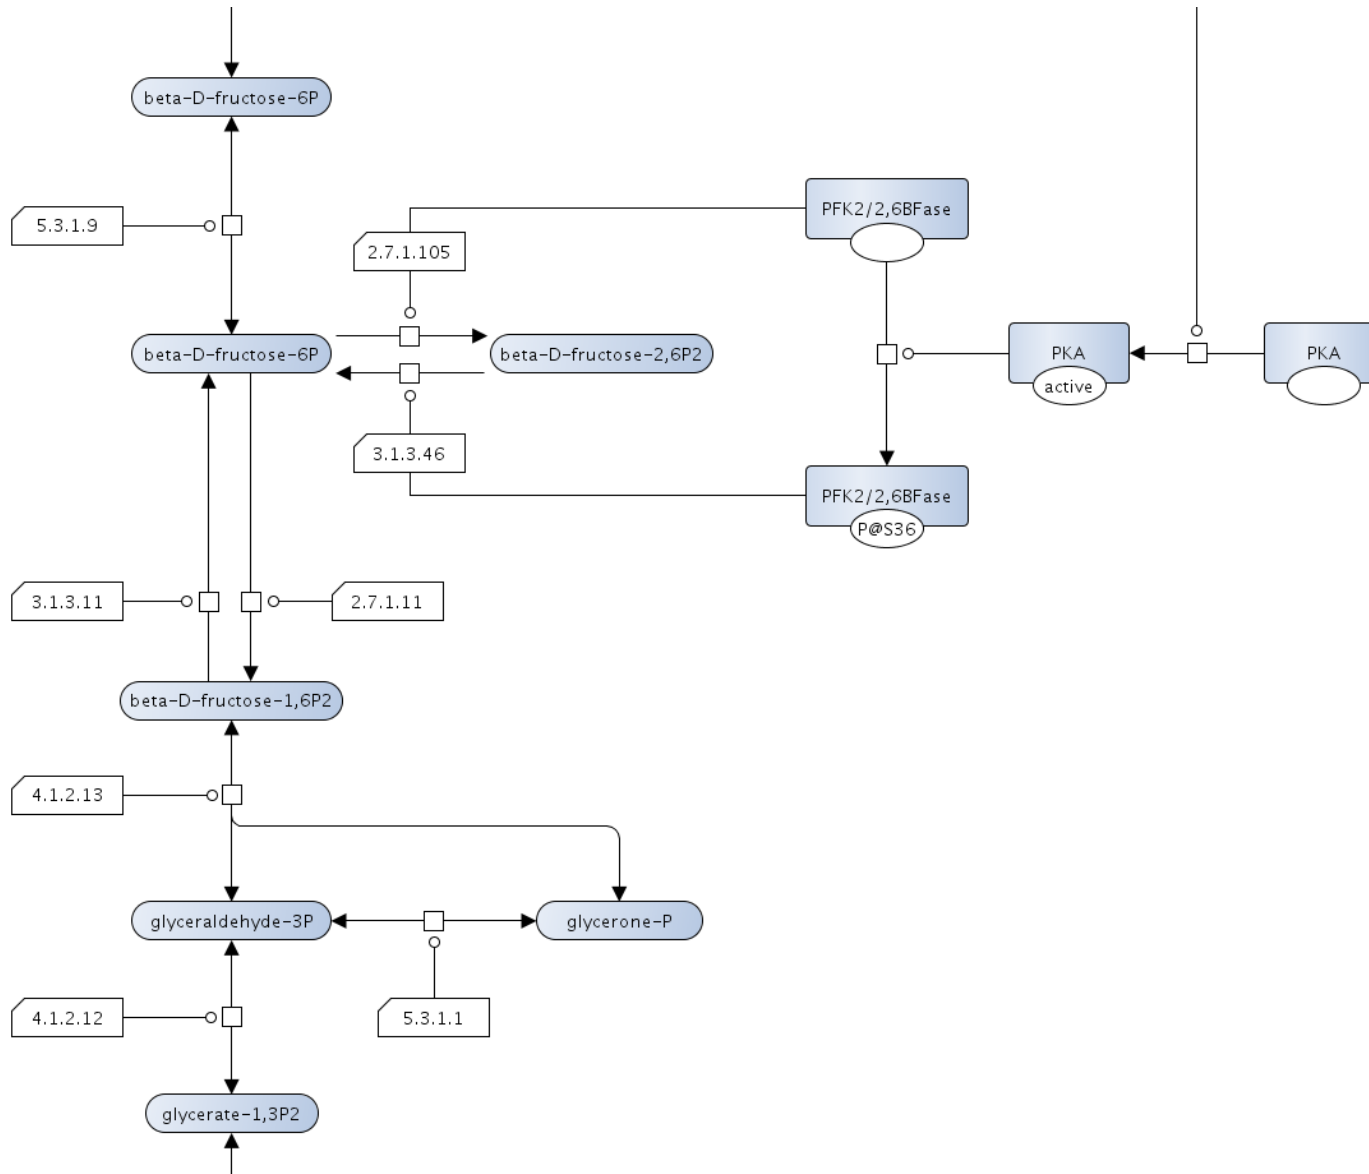 beta-D-fructose-6P
PFK2/2,6BFase
5.3.1.9
2.7.1.105
beta-D-fructose-6P
beta-D-fructose-2,6P2
PKA
active
PKA
3.1.3.46
PFK2/2,6BFase
P@S36
3.1.3.11
2.7.1.11
beta-D-fructose-1,6P2
4.1.2.13
glyceraldehyde-3P
glycerone-P
4.1.2.12
5.3.1.1
glycerate-1,3P2